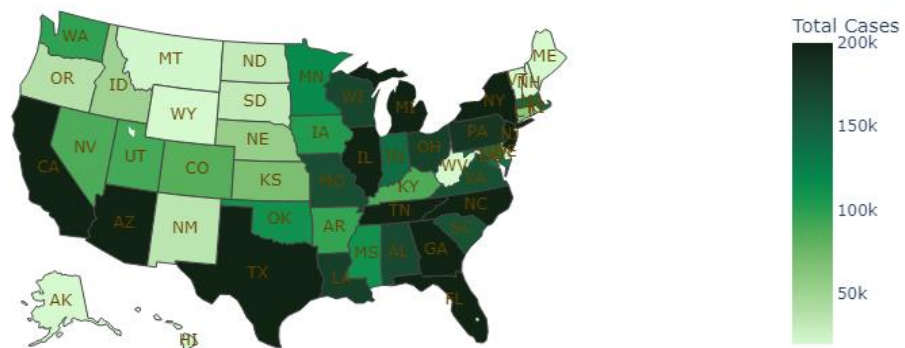 Total Cases
200k
150k
100k
50k
WA
MT
ND
MN
ME
OR
ID
SD
WI
MI
NY
VT
NH
WY
NE
IA
PA
NV
UT
CO
KS
MO
IL
IN
OH
WV
VA
KY
CA
AZ
NM
OK
AR
TN
NC
SC
TX
LA
MS
AL
GA
FL
AK
HI